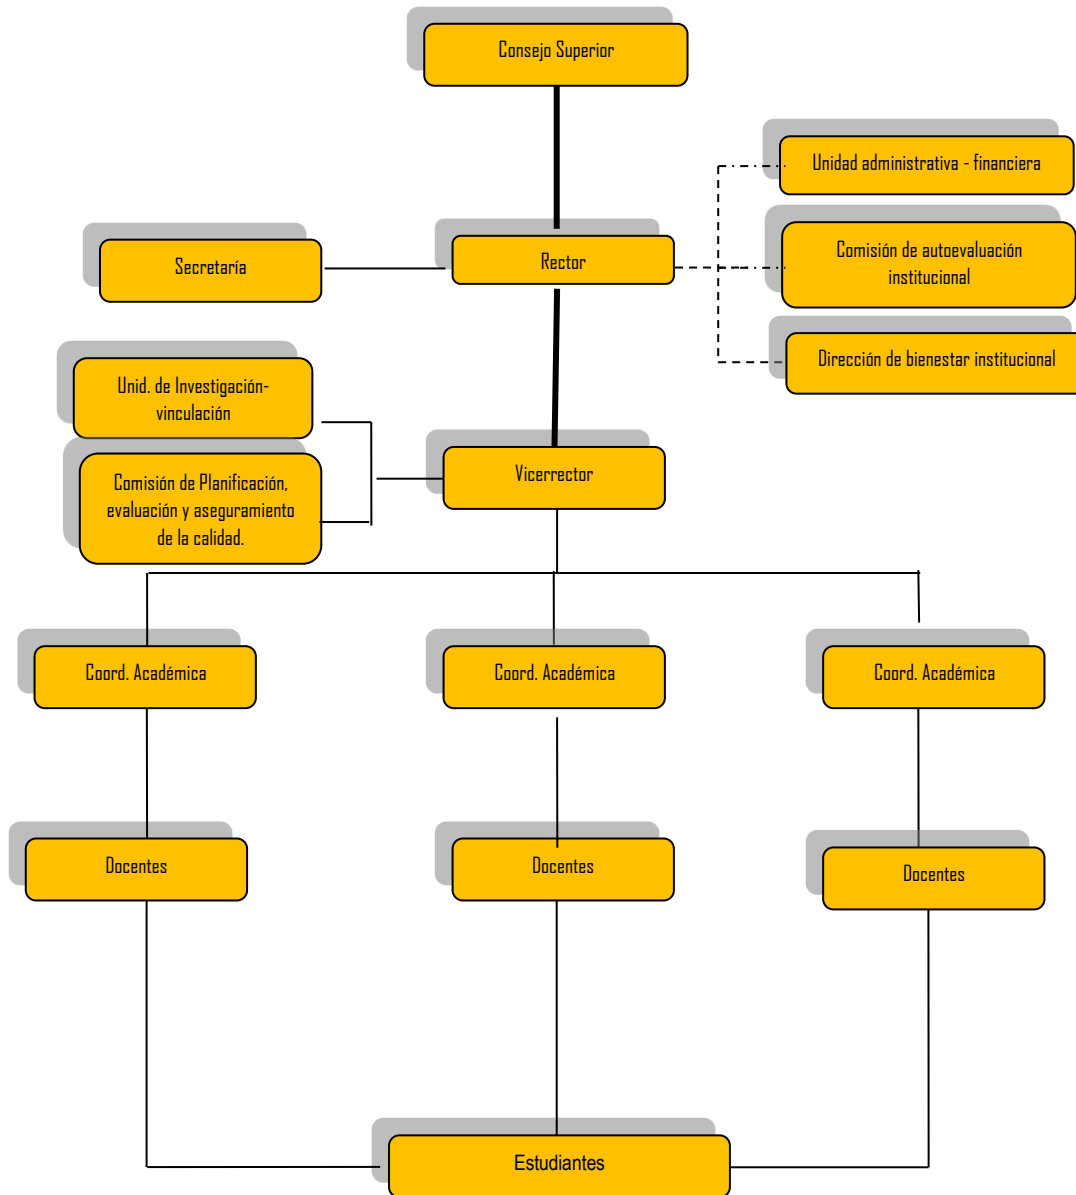 Consejo Superior
Unidad administrativa - financiera
Secretaría
Rector
Comisión de autoevaluación
institucional
Dirección de bienestar institucional
Unid. de Investigación-
vinculación
Vicerrector
Comisión de Planificación,
evaluación y aseguramiento
de la calidad.
Coord. Académica
Coord. Académica
Coord. Académica
Docentes
Docentes
Docentes
Estudiantes